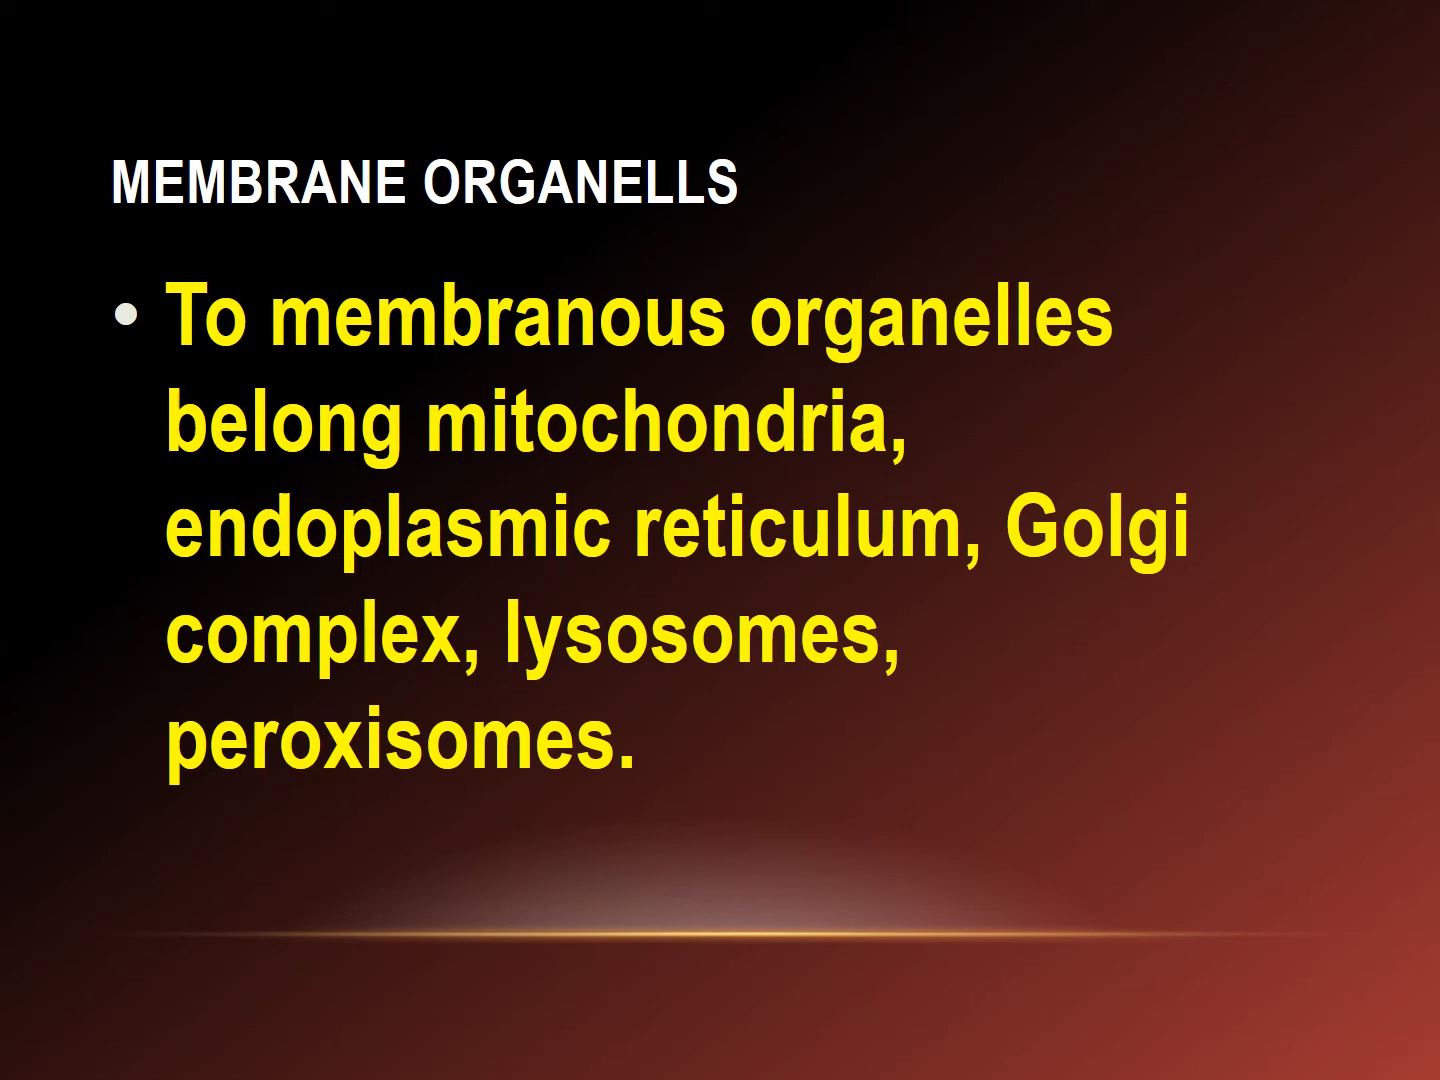 MEMBRANE ORGANELLS
• To membranous organelles
belong mitochondria,
endoplasmic reticulum, Golgi
complex, lysosomes,
peroxisomes.